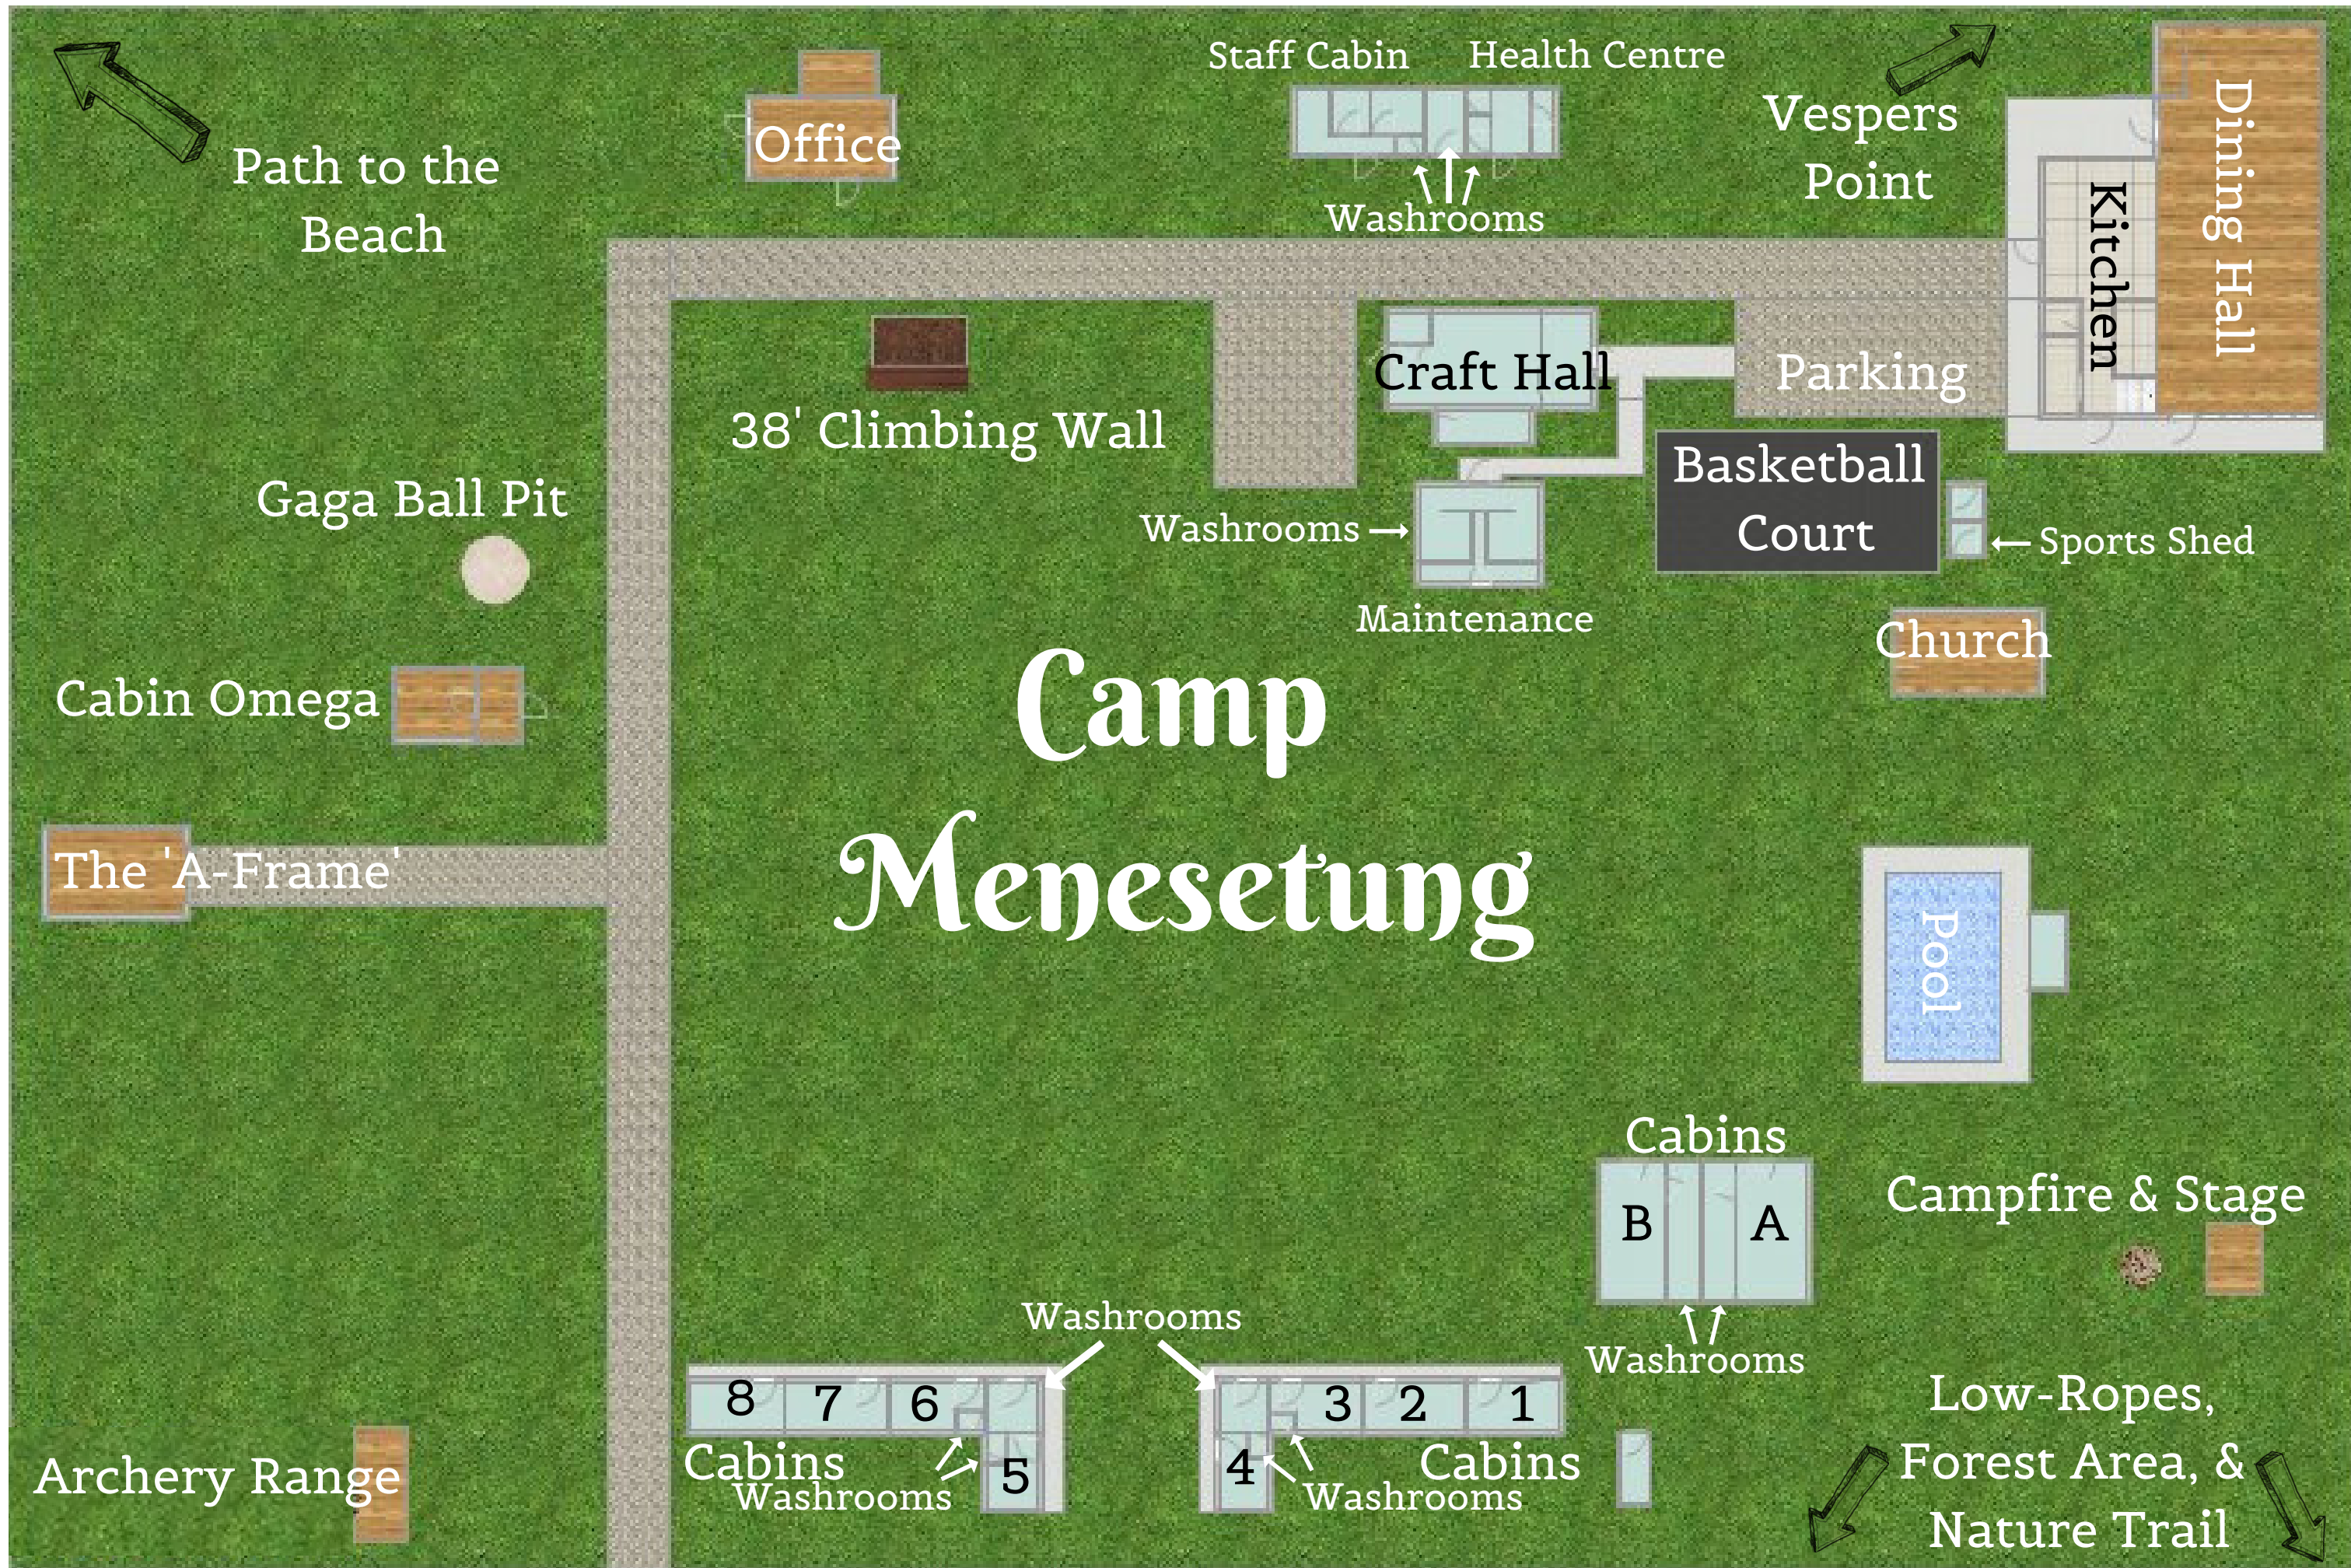 Staff Cabin
Health Centre
Path to the
Beach
Office
Washrooms
Vespers
Point
Kitchen
Dining Hall
38' Climbing Wall
Craft Hall
Parking
Gaga Ball Pit
Washrooms
Basketball
Court
Sports Shed
Maintenance
Church
Cabin Omega
Camp
Menesetung
The 'A-Frame'
Pool
Cabins
B
A
Washrooms
Campfire & Stage
Washrooms
8
7
6
5
Cabins
Washrooms
4
3
2
1
Cabins
Washrooms
Archery Range
Low-Ropes,
Forest Area, &
Nature Trail